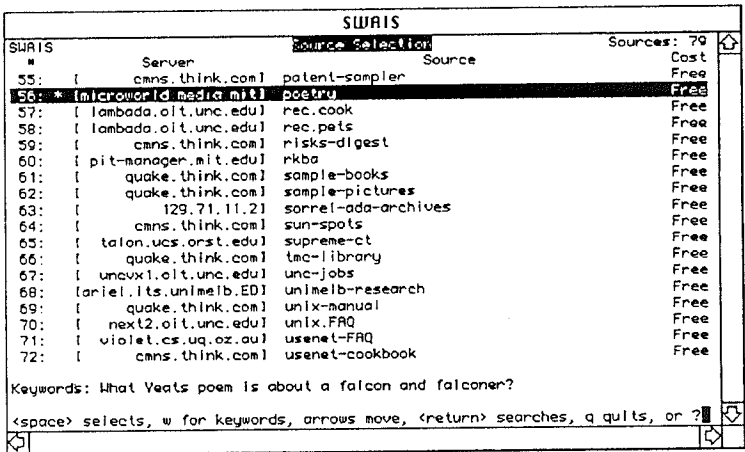 SWAIS
SWAIS Source Selection Sources: 79
# Server Source Cost
55: [ cmns.think.com] patent-sampler Free
56: * [microworld.media.mit] poetry Free
57: [ lambada.oit.unc.edu] rec.cook Free
58: [ lambada.oit.unc.edu] rec.pets Free
59: [ cmns.think.com] risks-digest Free
60: [ pit-manager.mit.edu] rkba Free
61: [ quake.think.com] sample-books Free
62: [ quake.think.com] sample-pictures Free
63: [ 129.71.11.2] sorrel-ada-archives Free
64: [ cmns.think.com] sun-spots Free
65: [ talon.ucs.orst.edu] supreme-ct Free
66: [ quake.think.com] tmc-library Free
67: [ uncvx1.oit.unc.edu] unc-jobs Free
68: [ariel.its.unimelb.ED] unimelb-research Free
69: [ quake.think.com] unix-manual Free
70: [ next2.oit.unc.edu] unix.FAQ Free
71: [ violet.cs.uq.oz.au] usenet-FAQ Free
72: [ cmns.think.com] usenet-cookbook Free
Keywords: What Yeats poem is about a falcon and falconer?
<space> selects, w for keywords, arrows move, <return> searches, q quits, or ?